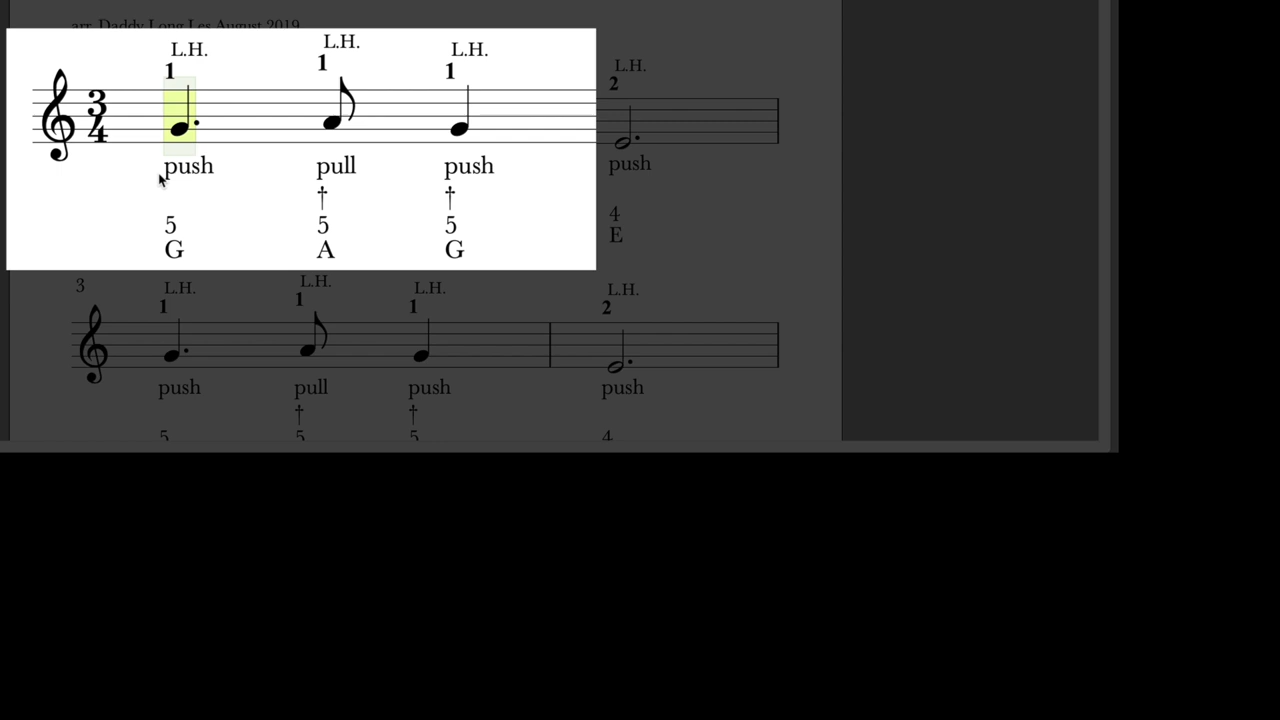 arr. Daddy Long Les August 2019
L.H. L.H. L.H. L.H.
1 1 1 2
3
4
push pull push push
† †
5 5 5 4
G A G E
3
L.H. L.H. L.H. L.H.
1 1 1 2
push pull push push
† †
5 5 5 4